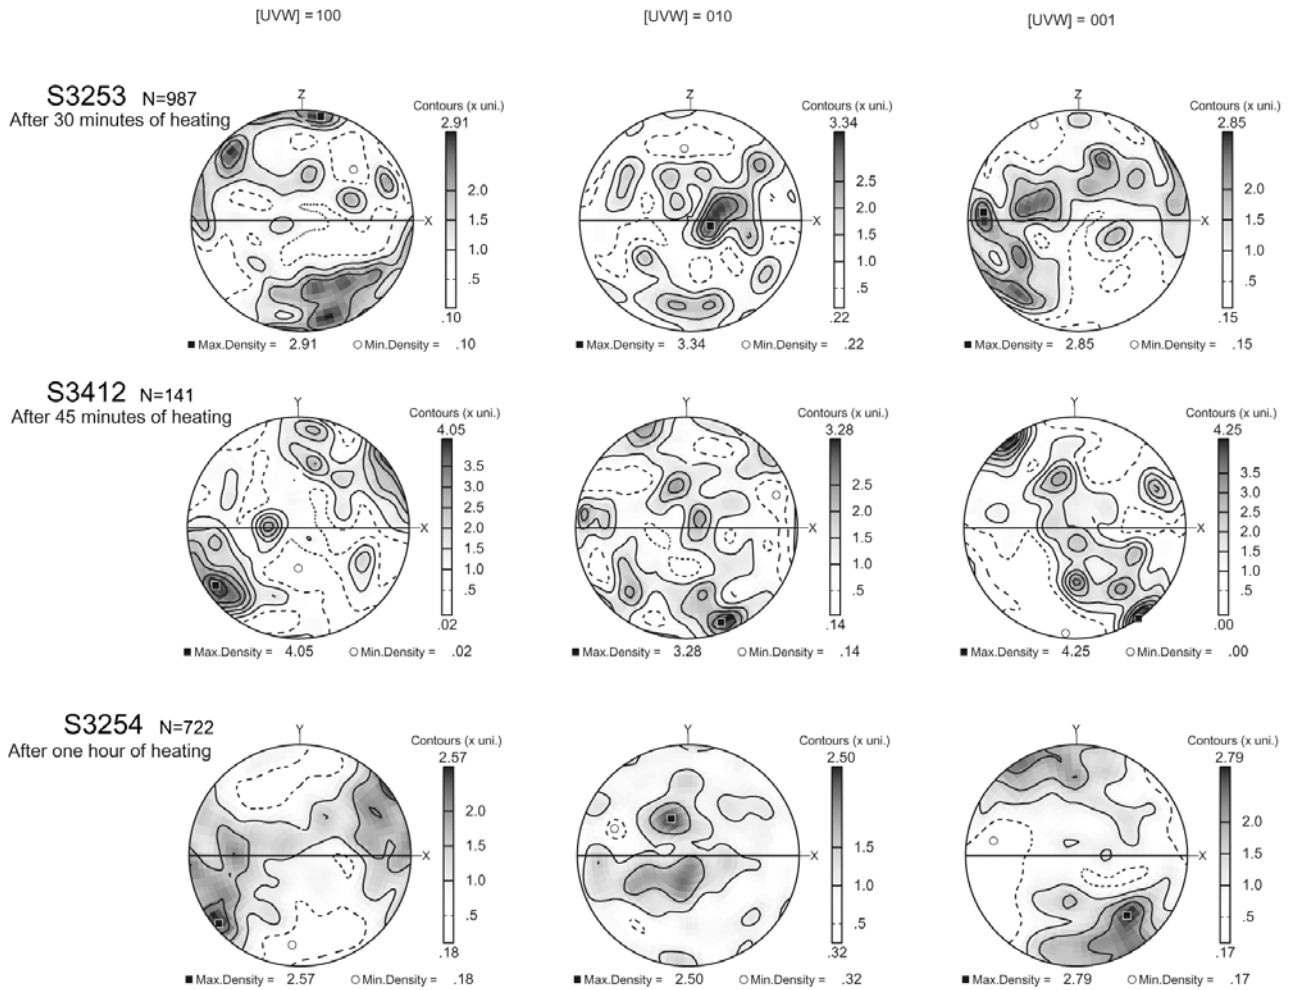 [UVW] = 100 [UVW] = 010 [UVW] = 001
S3253 N=987
After 30 minutes of heating
Z
X
Contours (x uni.)
2.91
2.0
1.5
1.0
.5
.10
■ Max.Density = 2.91 ○ Min.Density = .10
Z
X
Contours (x uni.)
3.34
2.5
2.0
1.5
1.0
.5
.22
■ Max.Density = 3.34 ○ Min.Density = .22
Z
X
Contours (x uni.)
2.85
2.0
1.5
1.0
.5
.15
■ Max.Density = 2.85 ○ Min.Density = .15
S3412 N=141
After 45 minutes of heating
Y
X
Contours (x uni.)
4.05
3.5
3.0
2.5
2.0
1.5
1.0
.5
.02
■ Max.Density = 4.05 ○ Min.Density = .02
Y
X
Contours (x uni.)
3.28
2.5
2.0
1.5
1.0
.5
.14
■ Max.Density = 3.28 ○ Min.Density = .14
Y
X
Contours (x uni.)
4.25
3.5
3.0
2.5
2.0
1.5
1.0
.5
.00
■ Max.Density = 4.25 ○ Min.Density = .00
S3254 N=722
After one hour of heating
Y
X
Contours (x uni.)
2.57
2.0
1.5
1.0
.5
.18
■ Max.Density = 2.57 ○ Min.Density = .18
Y
X
Contours (x uni.)
2.50
1.5
1.0
.5
.32
■ Max.Density = 2.50 ○ Min.Density = .32
Y
X
Contours (x uni.)
2.79
2.0
1.5
1.0
.5
.17
■ Max.Density = 2.79 ○ Min.Density = .17